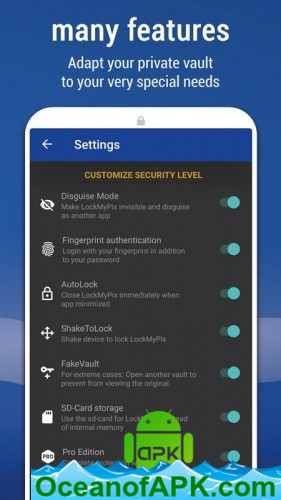 many features
Adapt your private vault
to your very special needs
Settings
CUSTOMIZE SECURITY LEVEL
Disguise Mode
Make LockMyPix invisible and disguise
as another app
Fingerprint authentication
Login with your fingerprint in addition
to your password
AutoLock
Close LockMyPix immediately when
app minimized
ShakeToLock
Shake device to lock LockMyPix
FakeVault
For extreme cases: Open another vault to
prevent from viewing the original
SD-Card storage
Use the sd-card for Lock
of internal memory
PRO
Pro Edition
apk
OceanofAPK.com